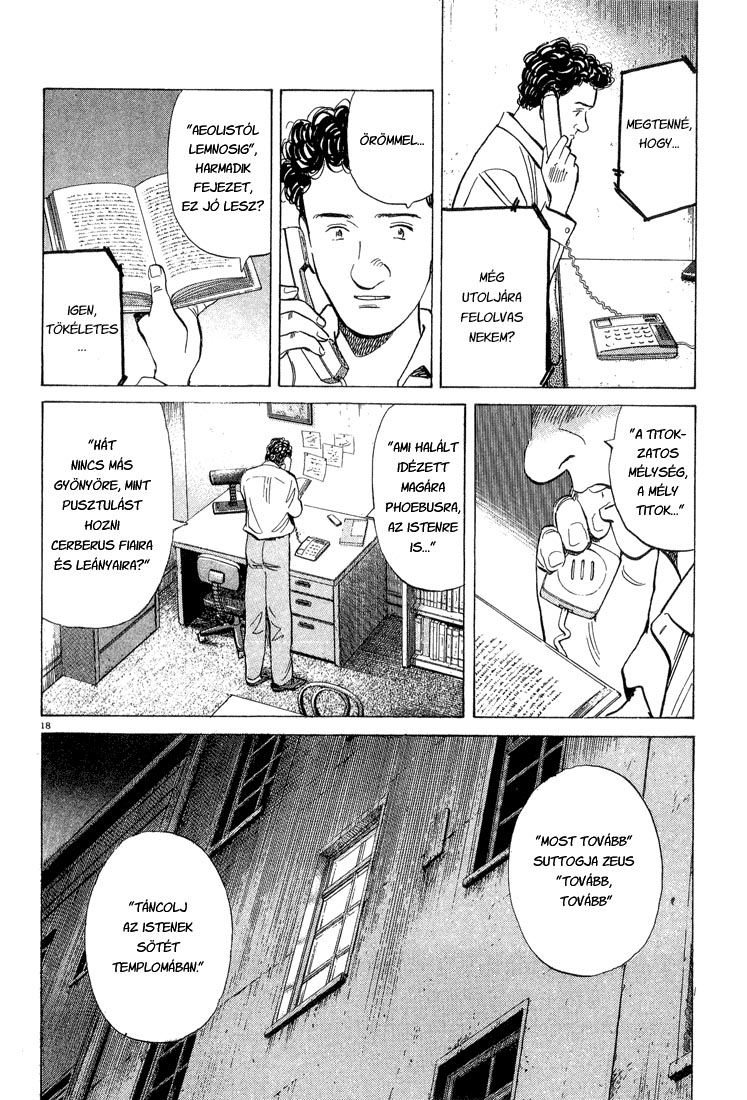 MEGTENNÉ,
HOGY...
MÉG
UTOLJÁRA
FELOLVAS
NEKEM?
ÖRÖMMEL...
"AEOLISTÓL
LEMNOSIG",
HARMADIK
FEJEZET,
EZ JÓ LESZ?
IGEN,
TÖKÉLETES
...
"A TITOK-
ZATOS
MÉLYSÉG,
A MÉLY
TITOK..."
"AMI HALÁLT
IDÉZETT
MAGÁRA
PHOEBUSRA,
AZ ISTENRE
IS..."
"HÁT
NINCS MÁS
GYÖNYÖRE, MINT
PUSZTULÁST
HOZNI
CERBERUS FIAIRA
ÉS LEÁNYAIRA?"
18
"MOST TOVÁBB"
SUTTOGJA ZEUS
"TOVÁBB,
TOVÁBB"
"TÁNCOLJ
AZ ISTENEK
SÖTÉT
TEMPLOMÁBAN."